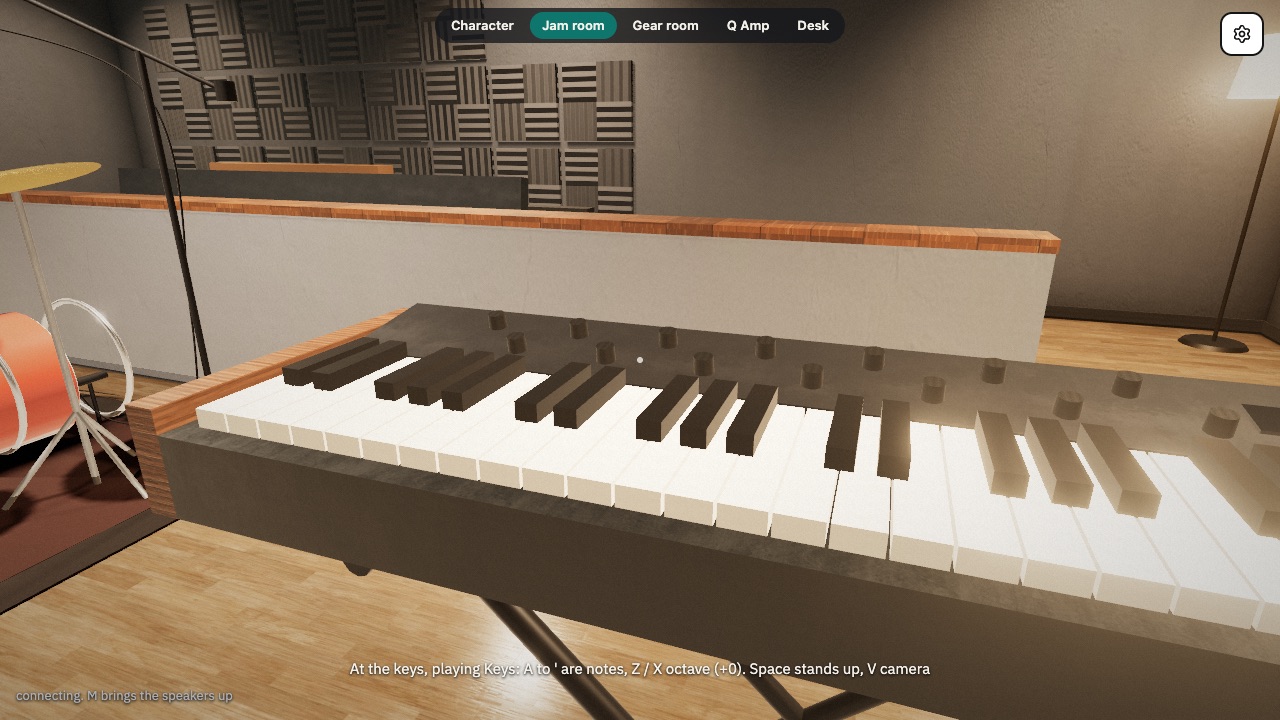 Character Jam room Gear room Q Amp Desk
At the keys, playing Keys: A to ' are notes, Z / X octave (+0). Space stands up, V camera
connecting. M brings the speakers up